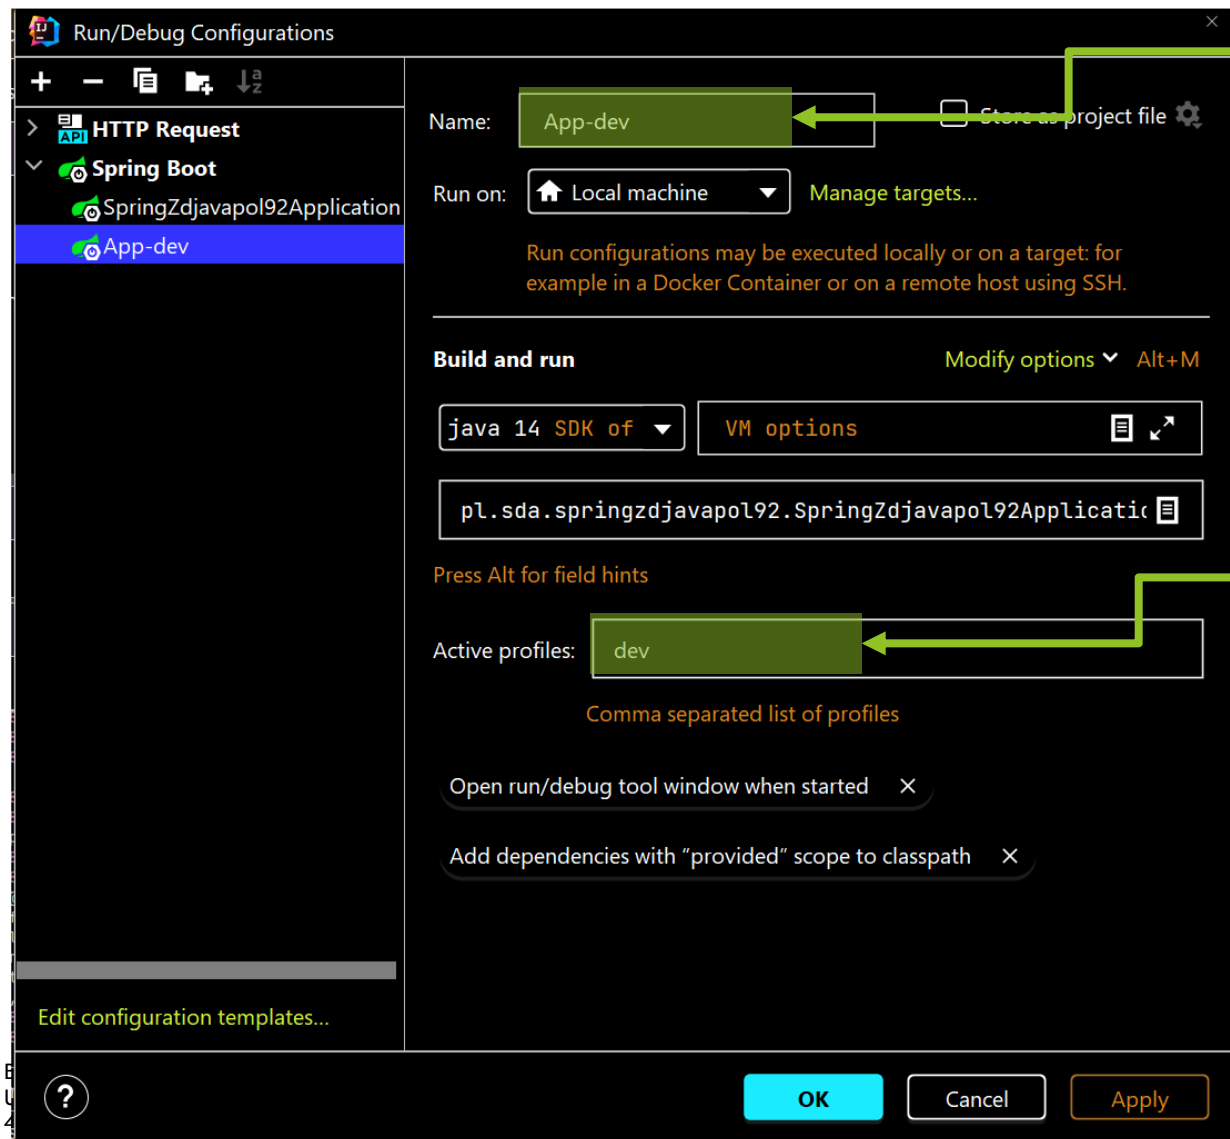 Run/Debug Configurations
HTTP Request
Spring Boot
SpringZdjavapol92Application
App-dev
Edit configuration templates...
Name: App-dev
Store as project file
Run on: Local machine Manage targets...
Run configurations may be executed locally or on a target: for
example in a Docker Container or on a remote host using SSH.
Build and run Modify options Alt+M
java 14 SDK of VM options
pl.sda.springzdjavapol92.SpringZdjavapol92Applicatic
Press Alt for field hints
Active profiles: dev
Comma separated list of profiles
Open run/debug tool window when started
Add dependencies with “provided” scope to classpath
? OK Cancel Apply